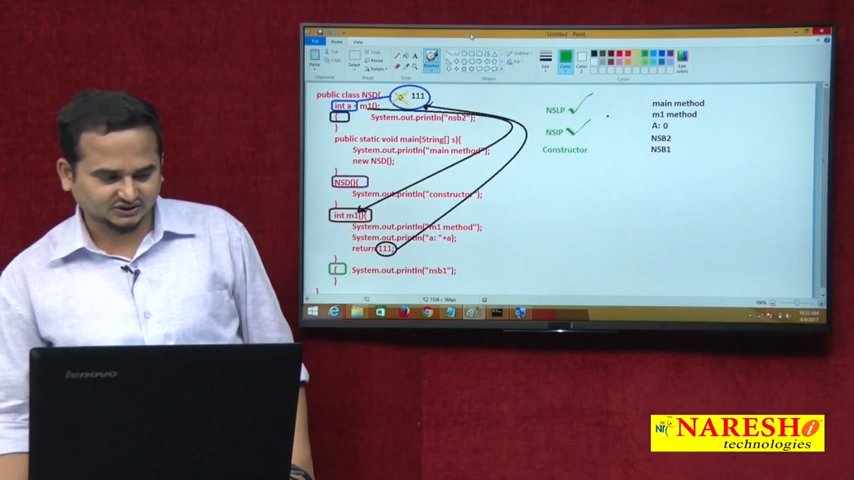 Untitled - Paint
File Home View
Paste
Cut
Copy
Select
Crop
Resize
Rotate
Brushes
Outline
Fill
Size
Color 1
Color 2
Edit colors
Clipboard Image Tools Shapes Colors
public class NSD{
int a = m1();
111
{ System.out.println("nsb2");
}
public static void main(String[] s){
System.out.println("main method");
new NSD();
}
NSD(){
System.out.println("constructor");
}
int m1(){
System.out.println("m1 method");
System.out.println("a: "+a);
return 111;
}
{ System.out.println("nsb1");
}
}
NSLP
NSIP
Constructor
main method
m1 method
A: 0
NSB2
NSB1
100%
4/4/2017
lenovo
NARESH i
technologies